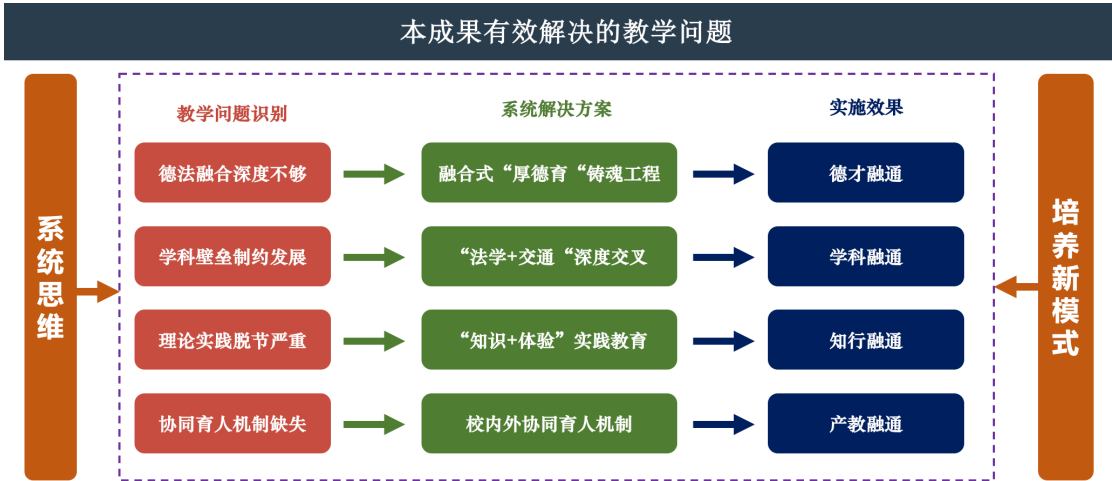 本成果有效解决的教学问题
系统思维
教学问题识别
系统解决方案
实施效果
德法融合深度不够
融合式“厚德育“铸魂工程
德才融通
学科壁垒制约发展
“法学+交通“深度交叉
学科融通
理论实践脱节严重
“知识+体验”实践教育
知行融通
协同育人机制缺失
校内外协同育人机制
产教融通
培养新模式